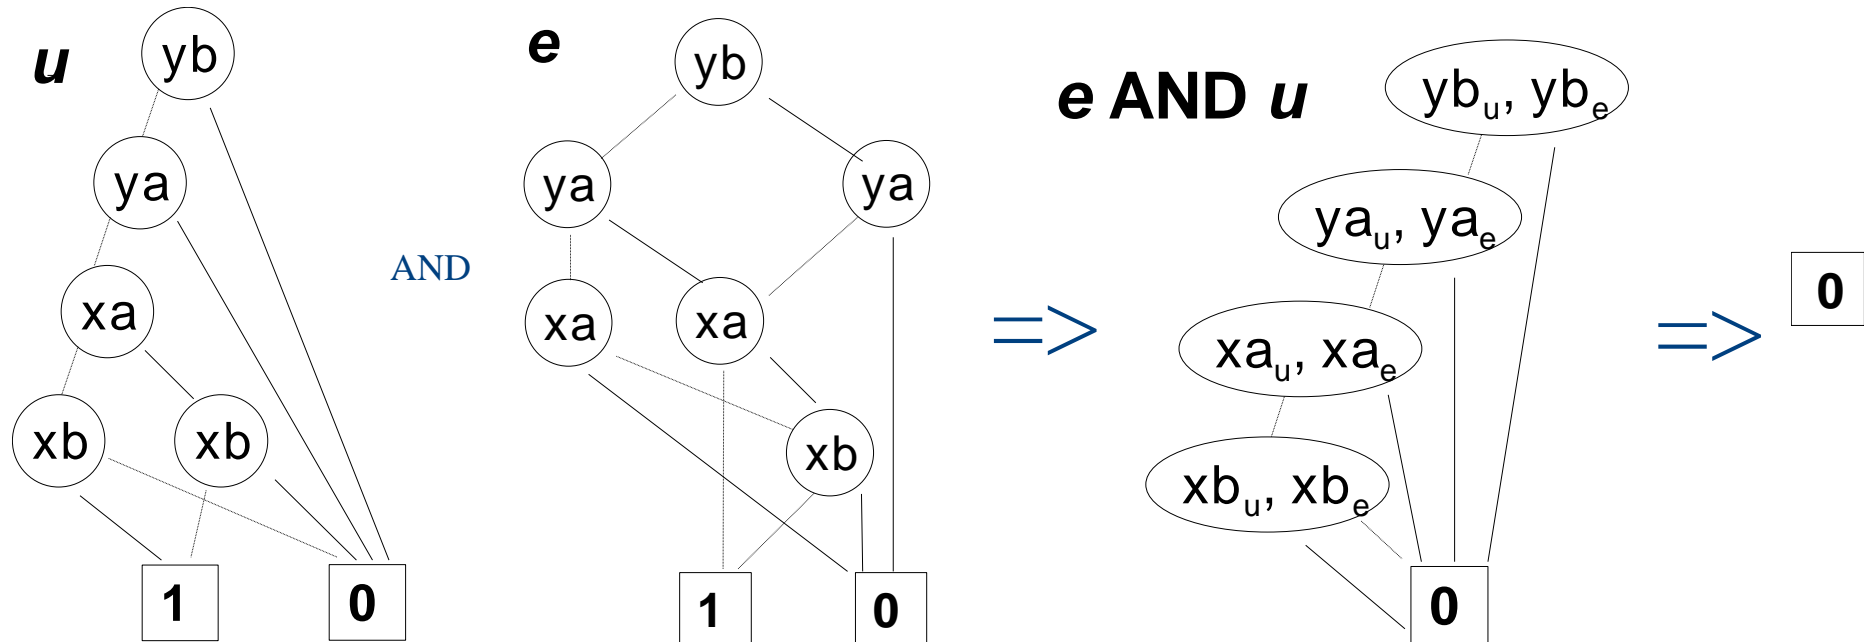 u
yb
ya
xa
xb
xb
1
0
AND
e
yb
ya
ya
xa
xa
xb
1
0
=>
e AND u
ybu, ybe
yau, yae
xau, xae
xbu, xbe
0
=>
0